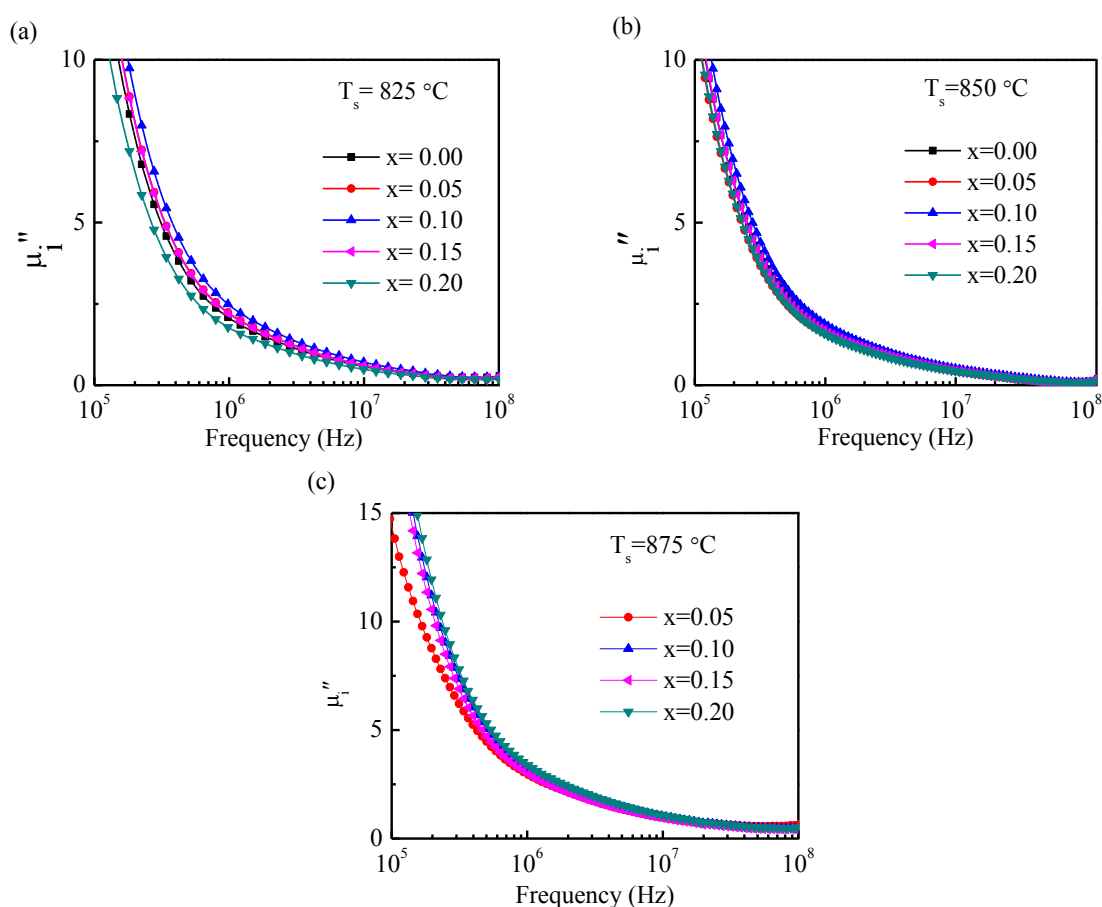 (a)
10
5
0
μi″
T_s= 825 °C
x= 0.00
x= 0.05
x= 0.10
x= 0.15
x= 0.20
10^5
10^6
10^7
10^8
Frequency (Hz)
(b)
10
5
0
μi″
T_s=850 °C
x=0.00
x=0.05
x=0.10
x=0.15
x=0.20
10^5
10^6
10^7
10^8
Frequency (Hz)
(c)
15
10
5
0
μi″
T_s=875 °C
x=0.05
x=0.10
x=0.15
x=0.20
10^5
10^6
10^7
10^8
Frequency (Hz)